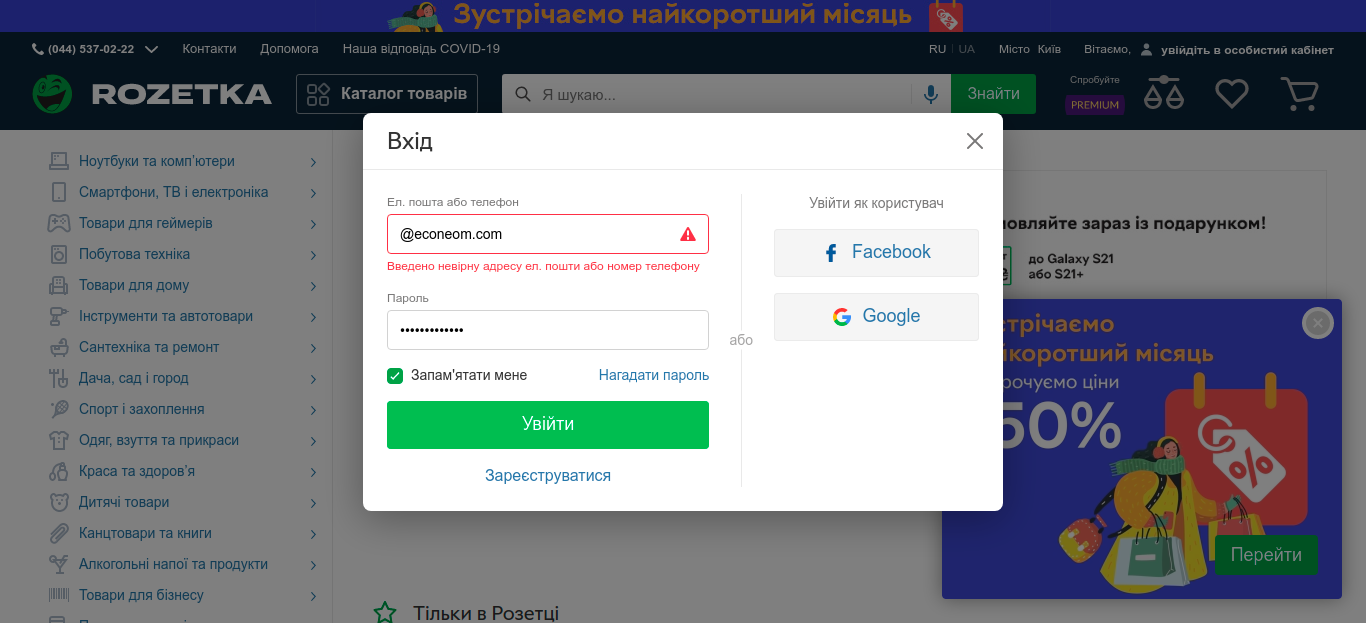 Зустрічаємо найкоротший місяць
(044) 537-02-22
Контакти
Допомога
Наша відповідь COVID-19
RU
UA
Місто Київ
Вітаємо,
увійдіть в особистий кабінет
ROZETKA
Каталог товарів
Я шукаю...
Знайти
Спробуйте
PREMIUM
Ноутбуки та комп'ютери
Смартфони, ТВ і електроніка
Товари для геймерів
Побутова техніка
Товари для дому
Інструменти та автотовари
Сантехніка та ремонт
Дача, сад і город
Спорт і захоплення
Одяг, взуття та прикраси
Краса та здоров'я
Дитячі товари
Канцтовари та книги
Алкогольні напої та продукти
Товари для бізнесу
Вхід
Ел. пошта або телефон
@econeom.com
Введено невірну адресу ел. пошти або номер телефону
Пароль
•••••••••••••
Запам'ятати мене
Нагадати пароль
Увійти
Зареєструватися
або
Увійти як користувач
Facebook
Google
мовляйте зараз із подарунком!
до Galaxy S21
або S21+
стрічаємо
йкоротший місяць
рочуємо ціни
50%
%
Перейти
Тільки в Розетці